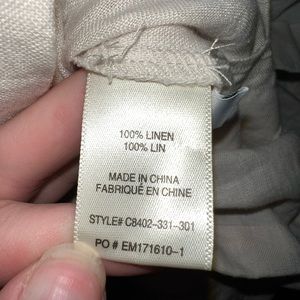 100% LINEN
100% LIN
MADE IN CHINA
FABRIQUÉ EN CHINE
STYLE# C8402-331-301
PO # EM171610-1